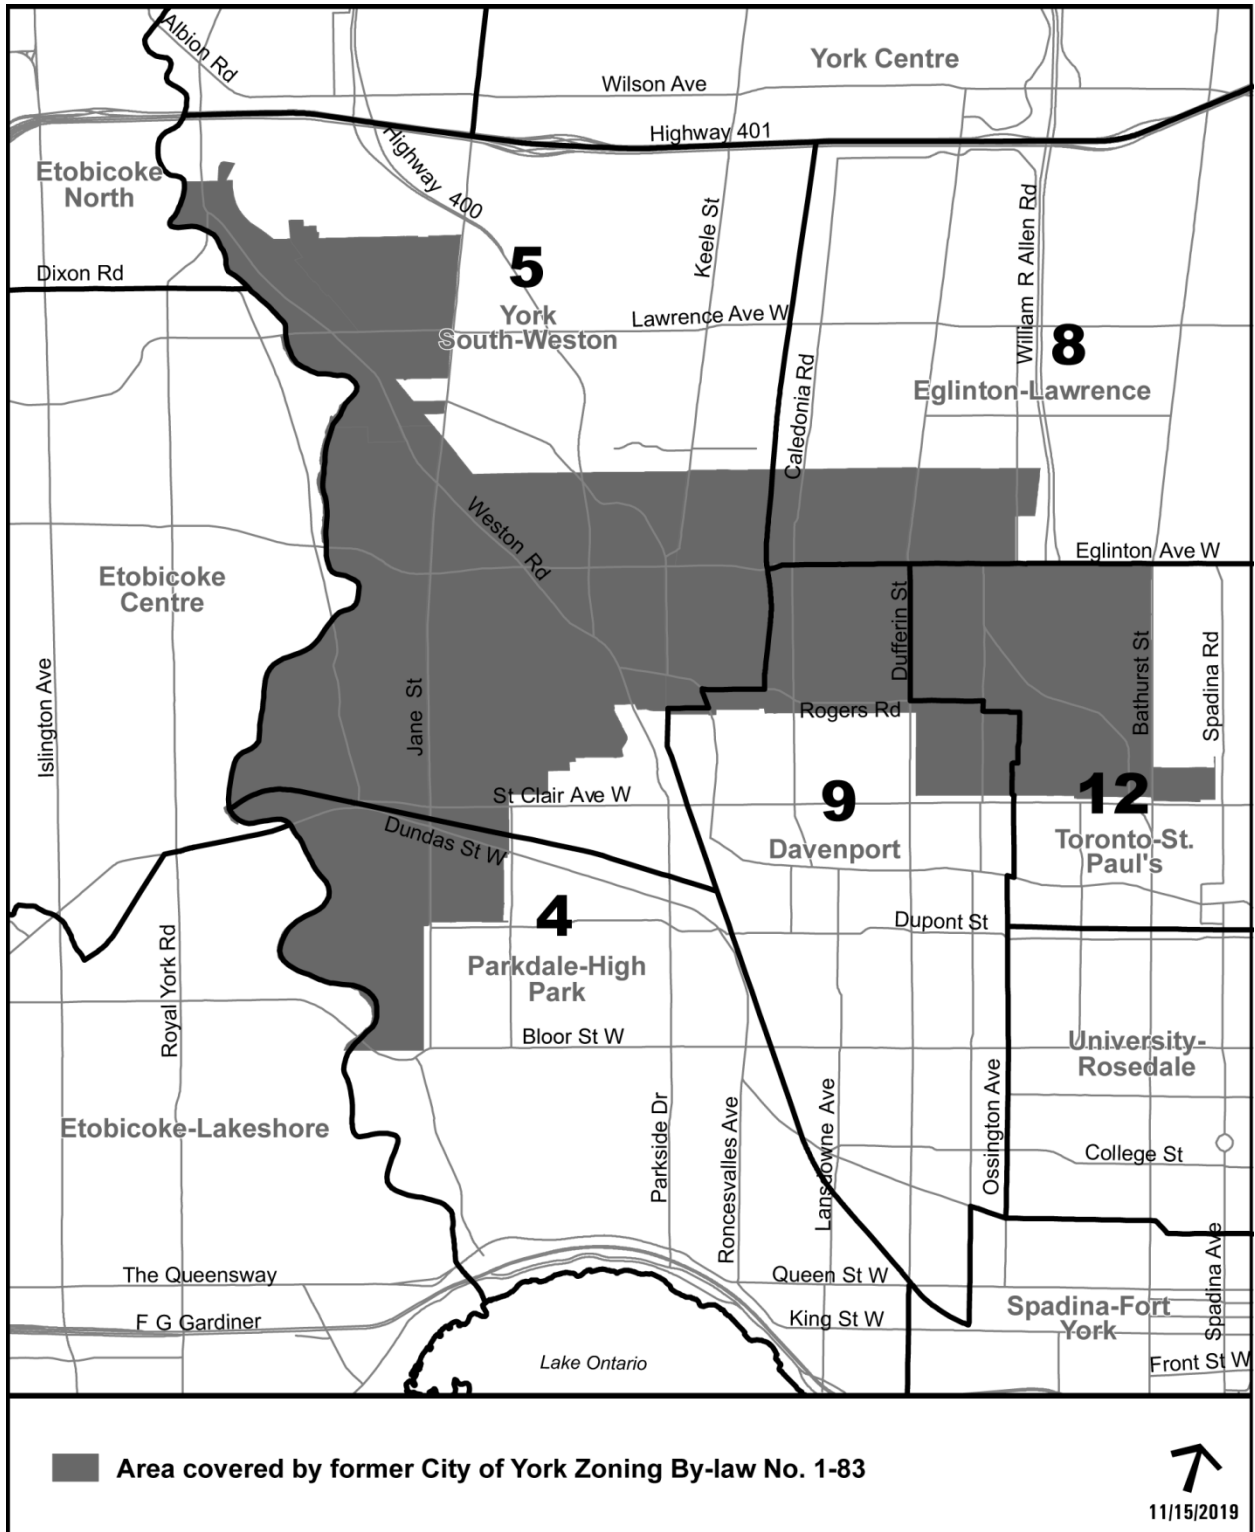 Albion Rd
York Centre
Wilson Ave
Highway 401
Etobicoke
North
Highway 400
Keele St
William R Allen Rd
Dixon Rd
5
York
South-Weston
Lawrence Ave W
8
Eglinton-Lawrence
Caledonia Rd
Weston Rd
Eglinton Ave W
Etobicoke
Centre
Dufferin St
Bathurst St
Spadina Rd
Islington Ave
Jane St
Rogers Rd
St Clair Ave W
9
12
Dundas St W
Davenport
Toronto-St.
Paul's
4
Dupont St
Royal York Rd
Parkdale-High
Park
Bloor St W
University-
Rosedale
Etobicoke-Lakeshore
Parkside Dr
Roncesvalles Ave
Lansdowne Ave
Ossington Ave
College St
The Queensway
Queen St W
Spadina Ave
F G Gardiner
King St W
Spadina-Fort
York
Lake Ontario
Front St W
Area covered by former City of York Zoning By-law No. 1-83
11/15/2019